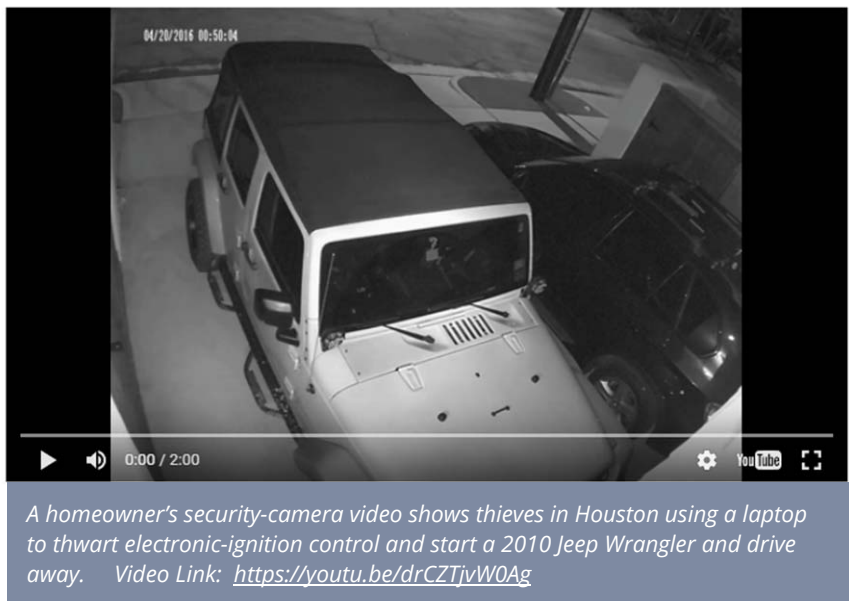 04/20/2016 00:50:04
0:00 / 2:00
YouTube
A homeowner's security-camera video shows thieves in Houston using a laptop
to thwart electronic-ignition control and start a 2010 Jeep Wrangler and drive
away. Video Link: https://youtu.be/drCZTjvW0Ag